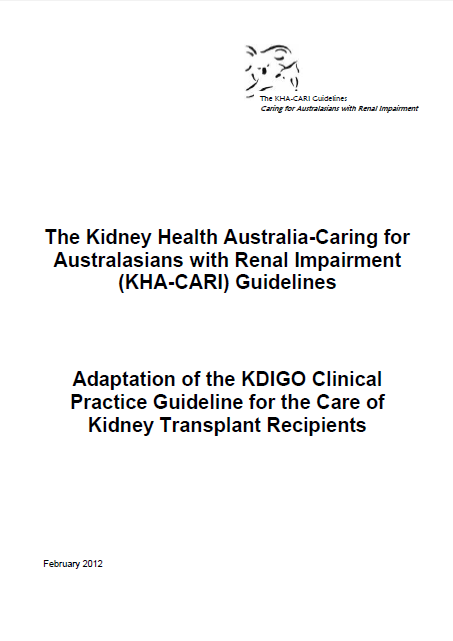 The KHA-CARI Guidelines
Caring for Australasians with Renal Impairment
The Kidney Health Australia-Caring for
Australasians with Renal Impairment
(KHA-CARI) Guidelines
Adaptation of the KDIGO Clinical
Practice Guideline for the Care of
Kidney Transplant Recipients
February 2012